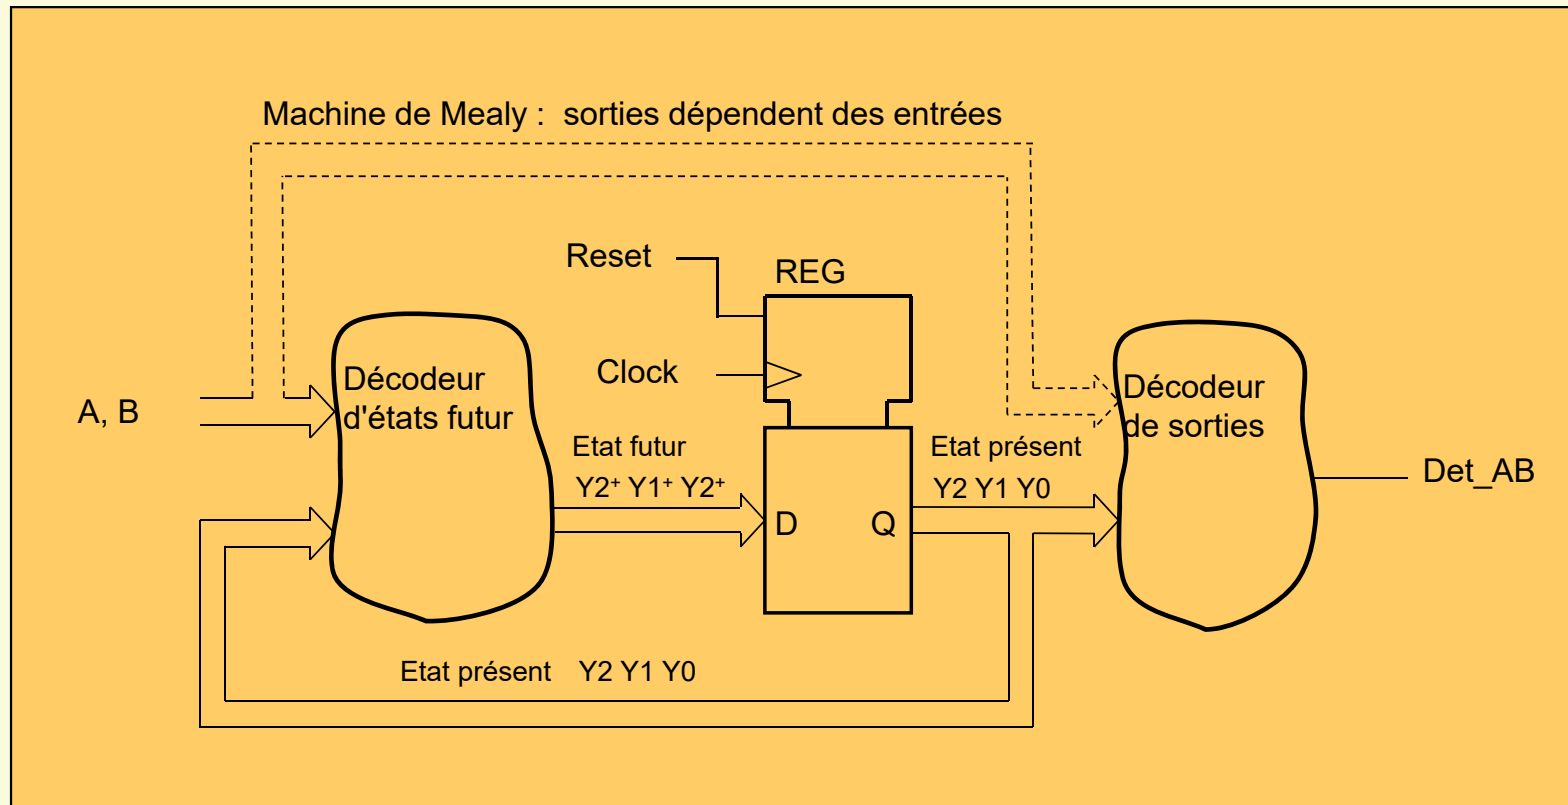 Machine de Mealy : sorties dépendent des entrées
Reset
REG
Clock
A, B
Décodeur
d'états futur
Etat futur
Y2⁺ Y1⁺ Y2⁺
D
Q
Etat présent
Y2 Y1 Y0
Décodeur
de sorties
Det_AB
Etat présent Y2 Y1 Y0